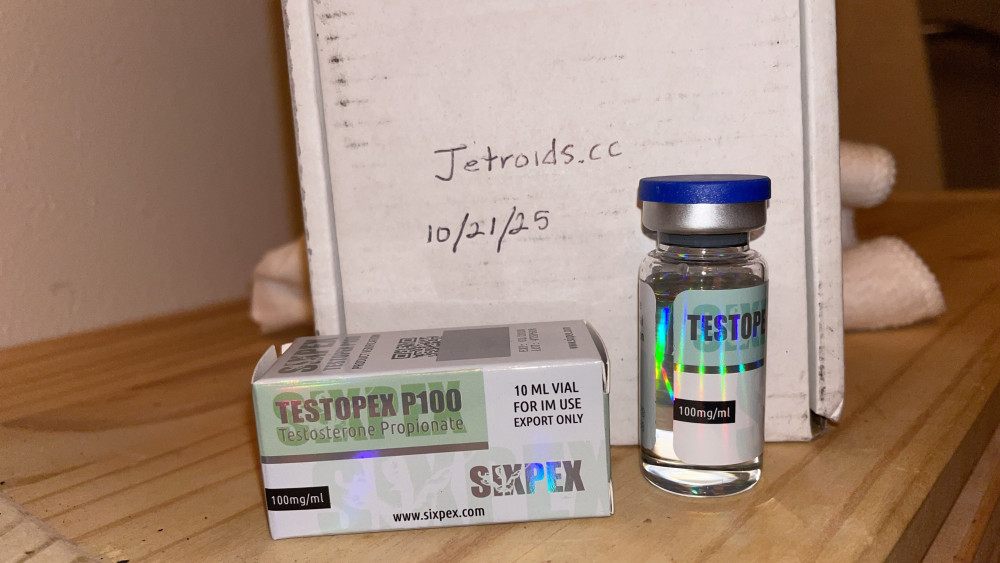 Jetroids.cc
10/21/25
SIXPEX
TESTOPEX P100
Testosterone Propionate
100mg/ml
10 ML VIAL
FOR IM USE
EXPORT ONLY
SIXPEX
www.sixpex.com
TESTOPE
100mg/ml